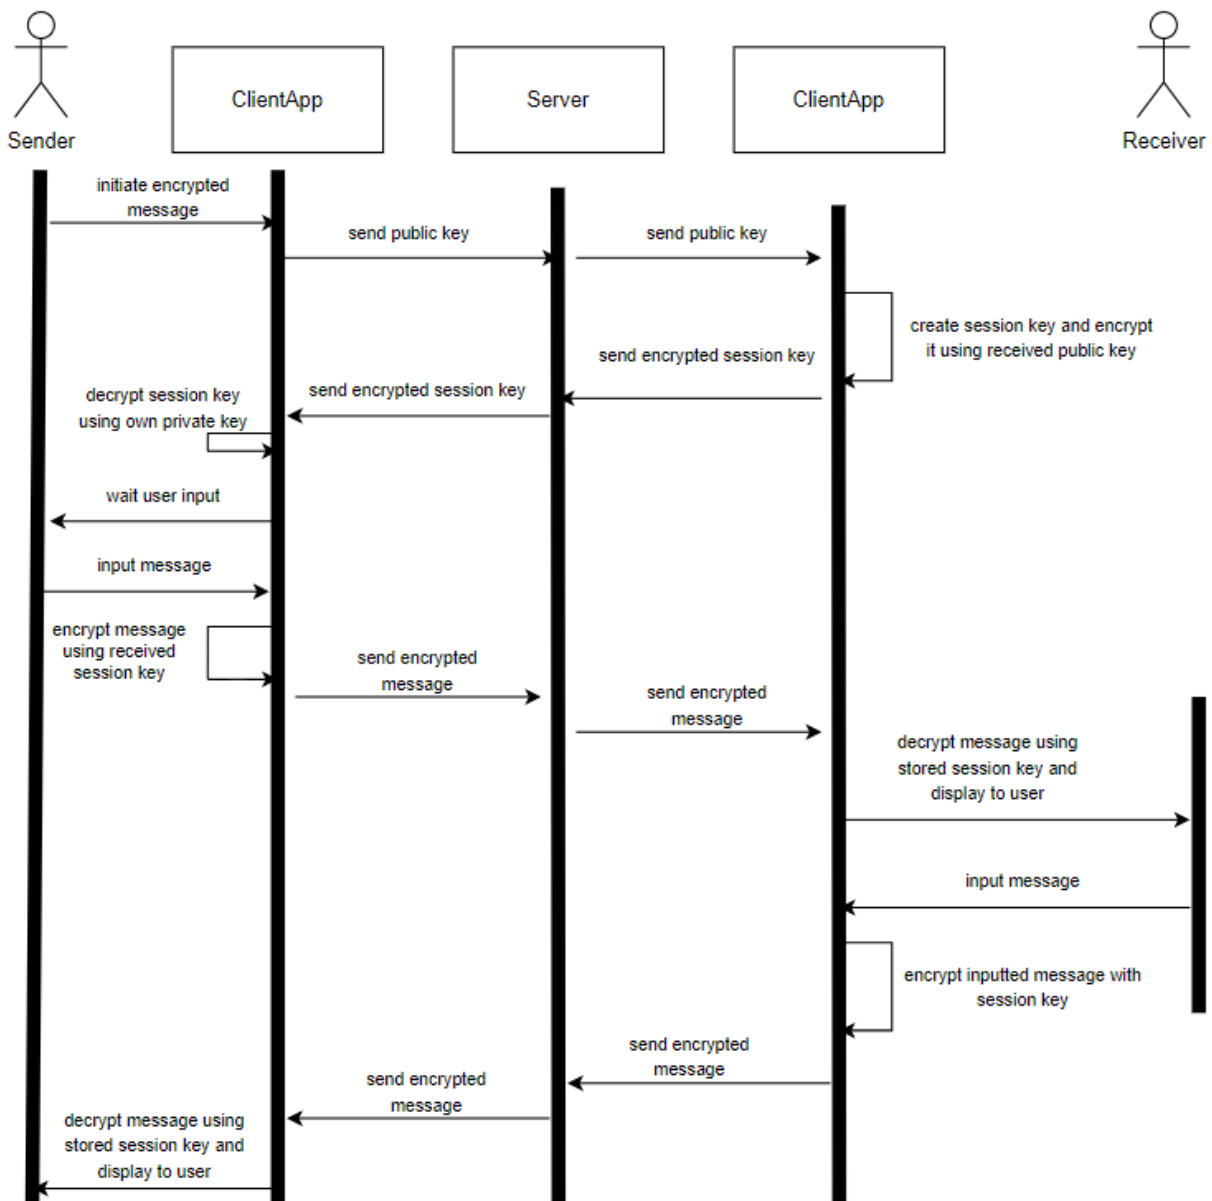 ClientApp
Server
ClientApp
Sender
Receiver
initiate encrypted
message
send public key
send public key
create session key and encrypt
it using received public key
send encrypted session key
send encrypted session key
decrypt session key
using own private key
wait user input
input message
encrypt message
using received
session key
send encrypted
message
send encrypted
message
decrypt message using
stored session key and
display to user
input message
encrypt inputted message with
session key
send encrypted
message
send encrypted
message
decrypt message using
stored session key and
display to user